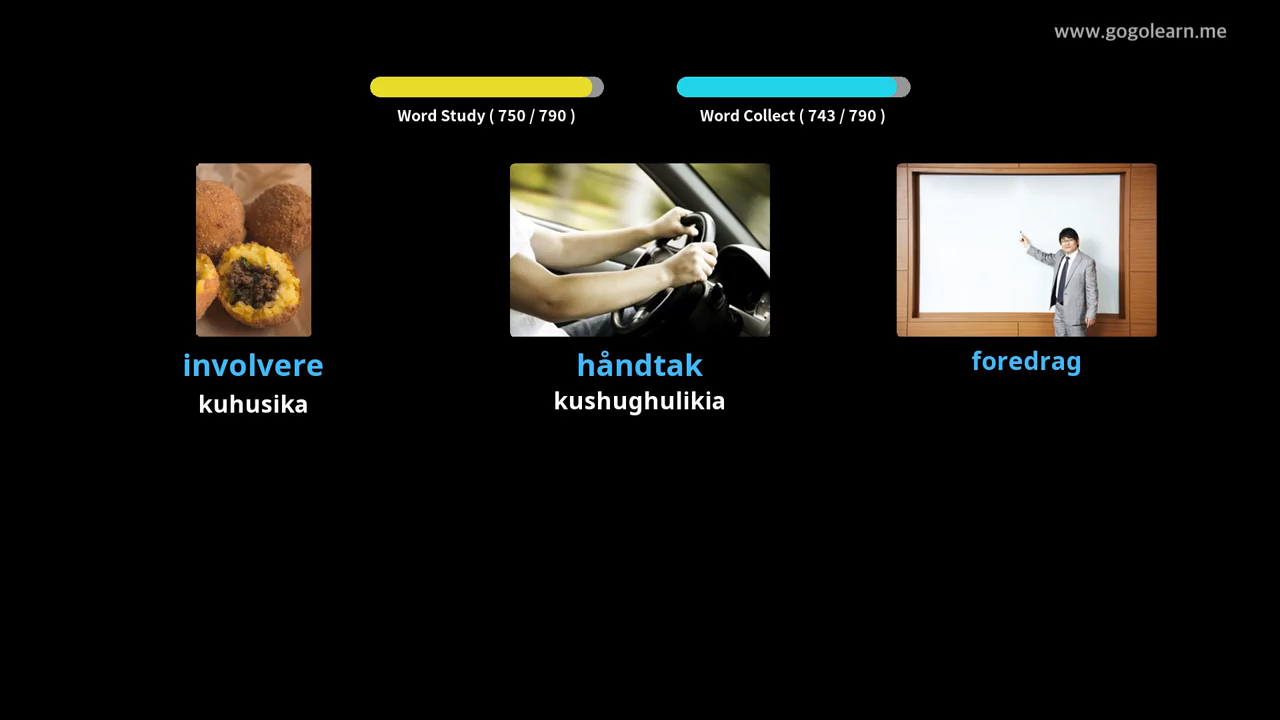 www.gogolearn.me
Word Study ( 750 / 790 )
Word Collect ( 743 / 790 )
involvere
håndtak
foredrag
kuhusika
kushughulikia